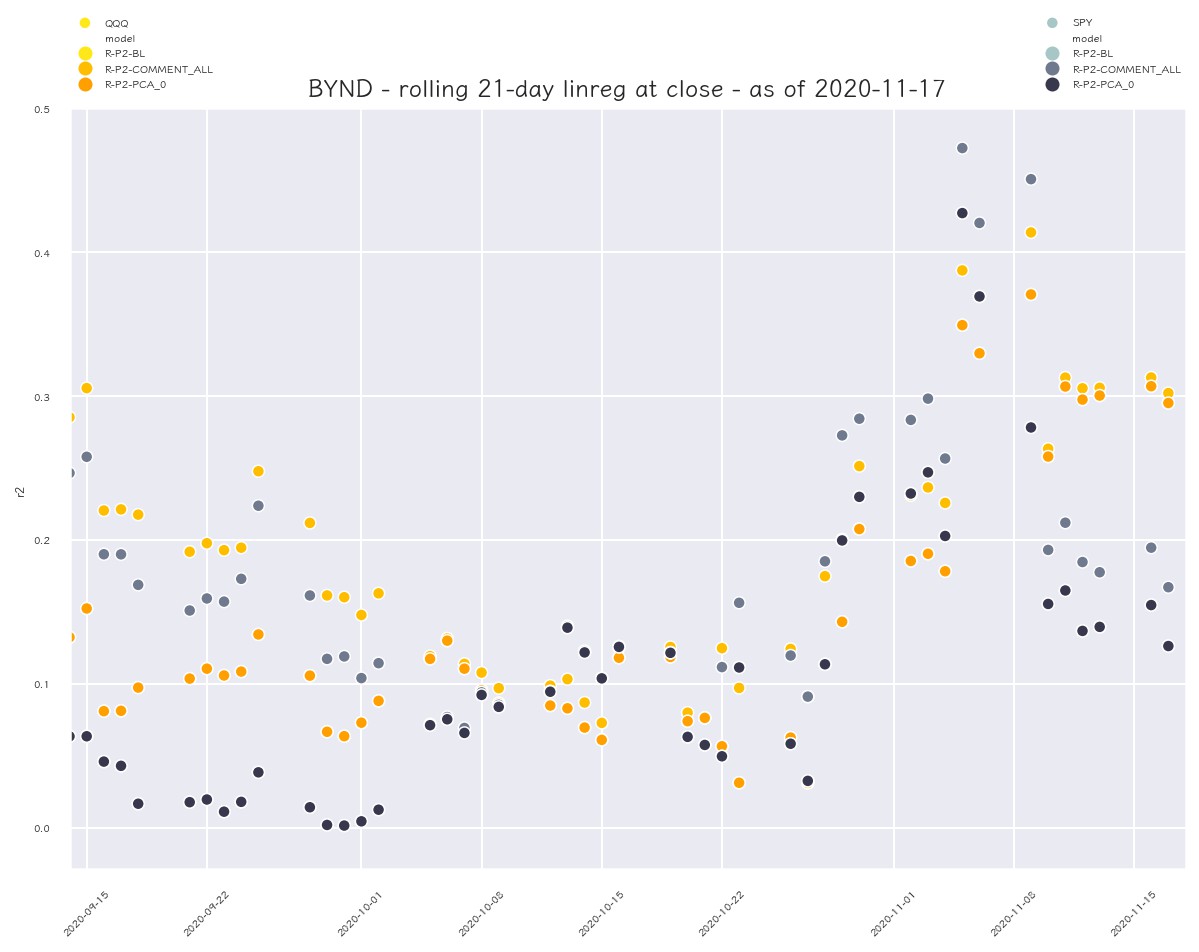 QQQ
model
R-P2-BL
R-P2-COMMENT_ALL
R-P2-PCA_0
SPY
model
R-P2-BL
R-P2-COMMENT_ALL
R-P2-PCA_0
BYND - rolling 21-day linreg at close - as of 2020-11-17
0.5
0.4
0.3
0.2
0.1
0.0
r2
2020-09-15
2020-09-22
2020-10-01
2020-10-08
2020-10-15
2020-10-22
2020-11-01
2020-11-08
2020-11-15